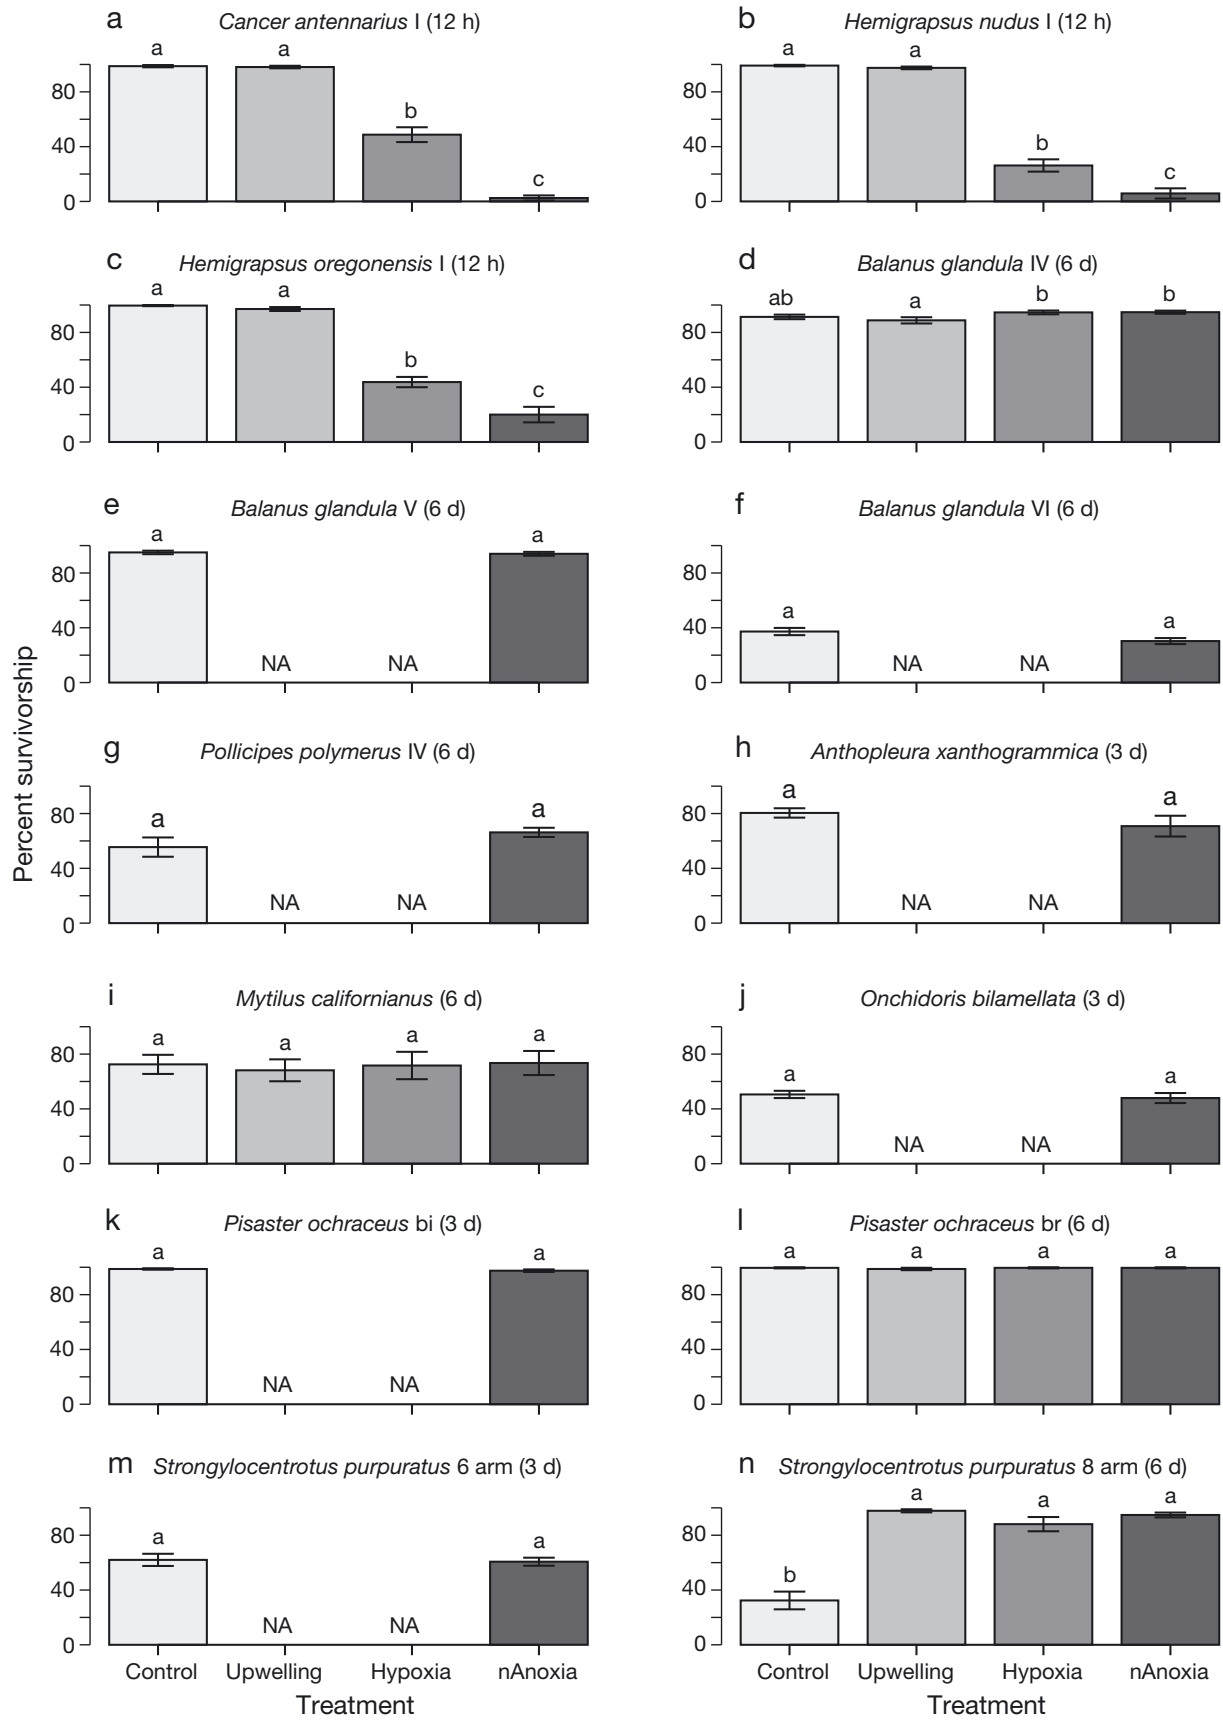 a Cancer antennarius I (12 h)
a
a
b
c
80
40
0
b Hemigrapsus nudus I (12 h)
a
a
b
c
80
40
0
c Hemigrapsus oregonensis I (12 h)
a
a
b
c
80
40
0
d Balanus glandula IV (6 d)
ab
a
b
b
80
40
0
e Balanus glandula V (6 d)
a
a
80
40
0
NA
NA
f Balanus glandula VI (6 d)
a
a
80
40
0
NA
NA
Percent survivorship
g Pollicipes polymerus IV (6 d)
a
a
80
40
0
NA
NA
h Anthopleura xanthogrammica (3 d)
a
a
80
40
0
NA
NA
i Mytilus californianus (6 d)
a
a
a
a
80
40
0
j Onchidoris bilamellata (3 d)
a
a
80
40
0
NA
NA
k Pisaster ochraceus bi (3 d)
a
a
80
40
0
NA
NA
l Pisaster ochraceus br (6 d)
a
a
a
a
80
40
0
m Strongylocentrotus purpuratus 6 arm (3 d)
a
a
80
40
0
NA
NA
Control Upwelling Hypoxia nAnoxia
Treatment
n Strongylocentrotus purpuratus 8 arm (6 d)
b
a
a
a
80
40
0
Control Upwelling Hypoxia nAnoxia
Treatment